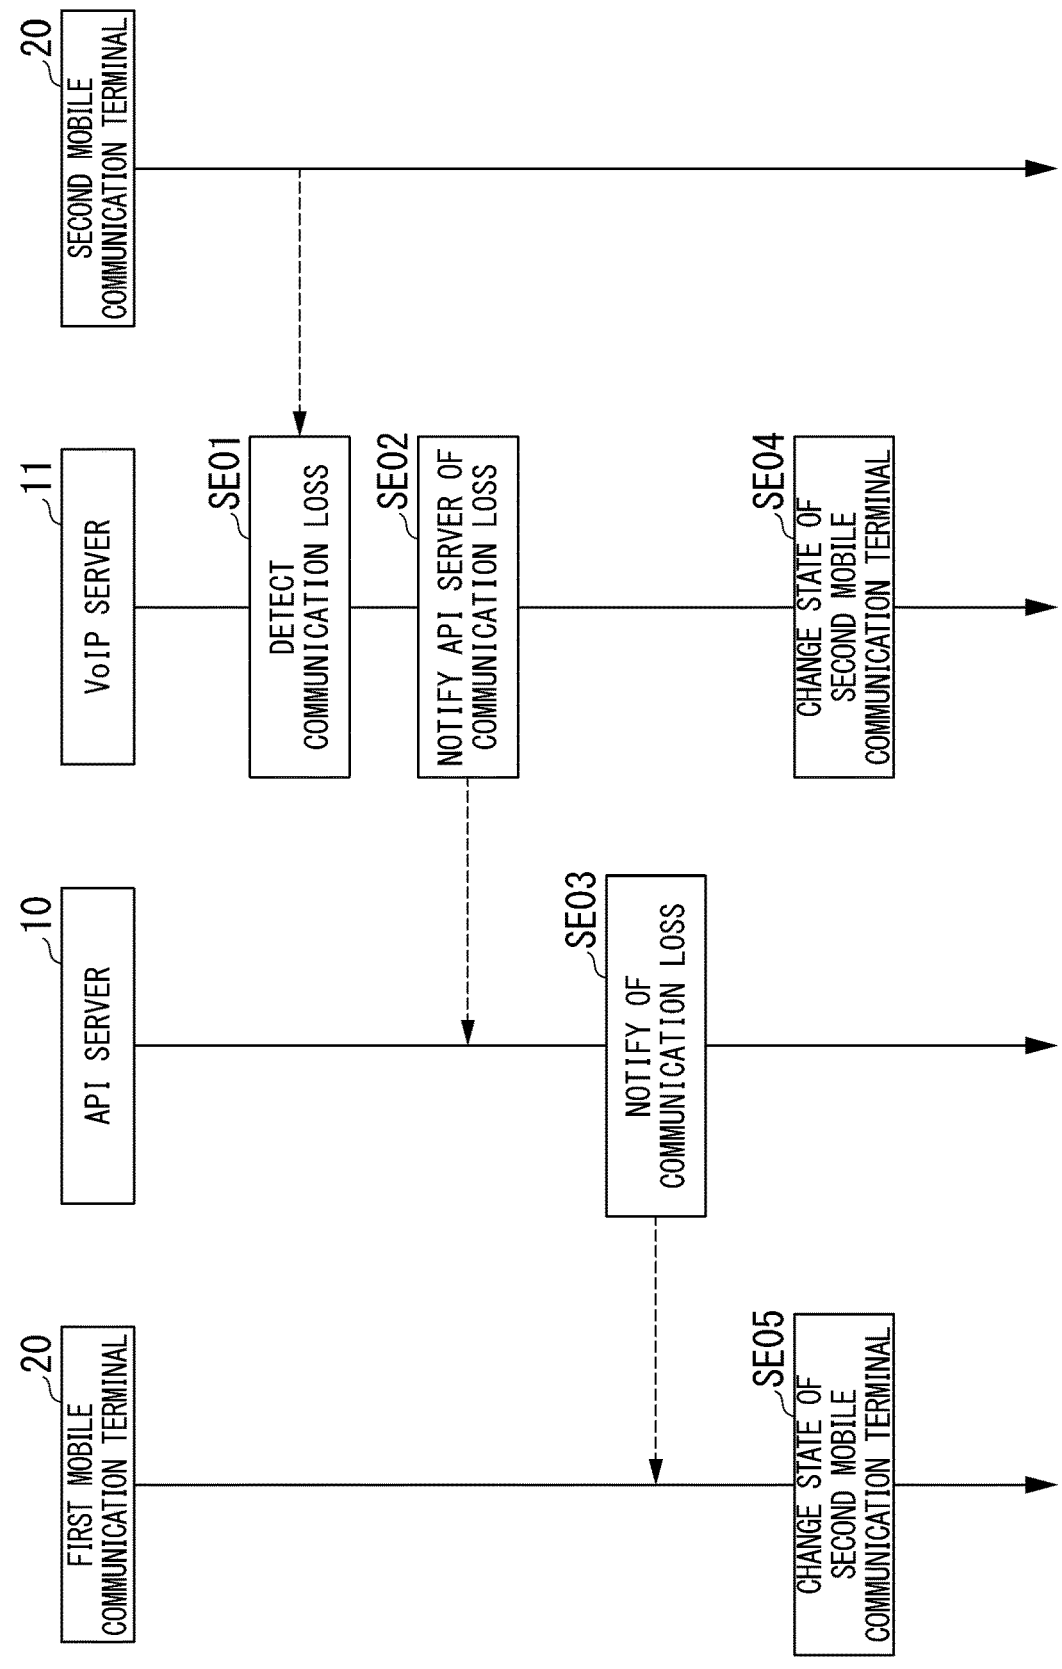 20
FIRST MOBILE
COMMUNICATION TERMINAL
10
API SERVER
11
VoIP SERVER
20
SECOND MOBILE
COMMUNICATION TERMINAL
SE01
DETECT
COMMUNICATION LOSS
SE02
NOTIFY API SERVER OF
COMMUNICATION LOSS
SE03
NOTIFY OF
COMMUNICATION LOSS
SE05
CHANGE STATE OF
SECOND MOBILE
COMMUNICATION TERMINAL
SE04
CHANGE STATE OF
SECOND MOBILE
COMMUNICATION TERMINAL